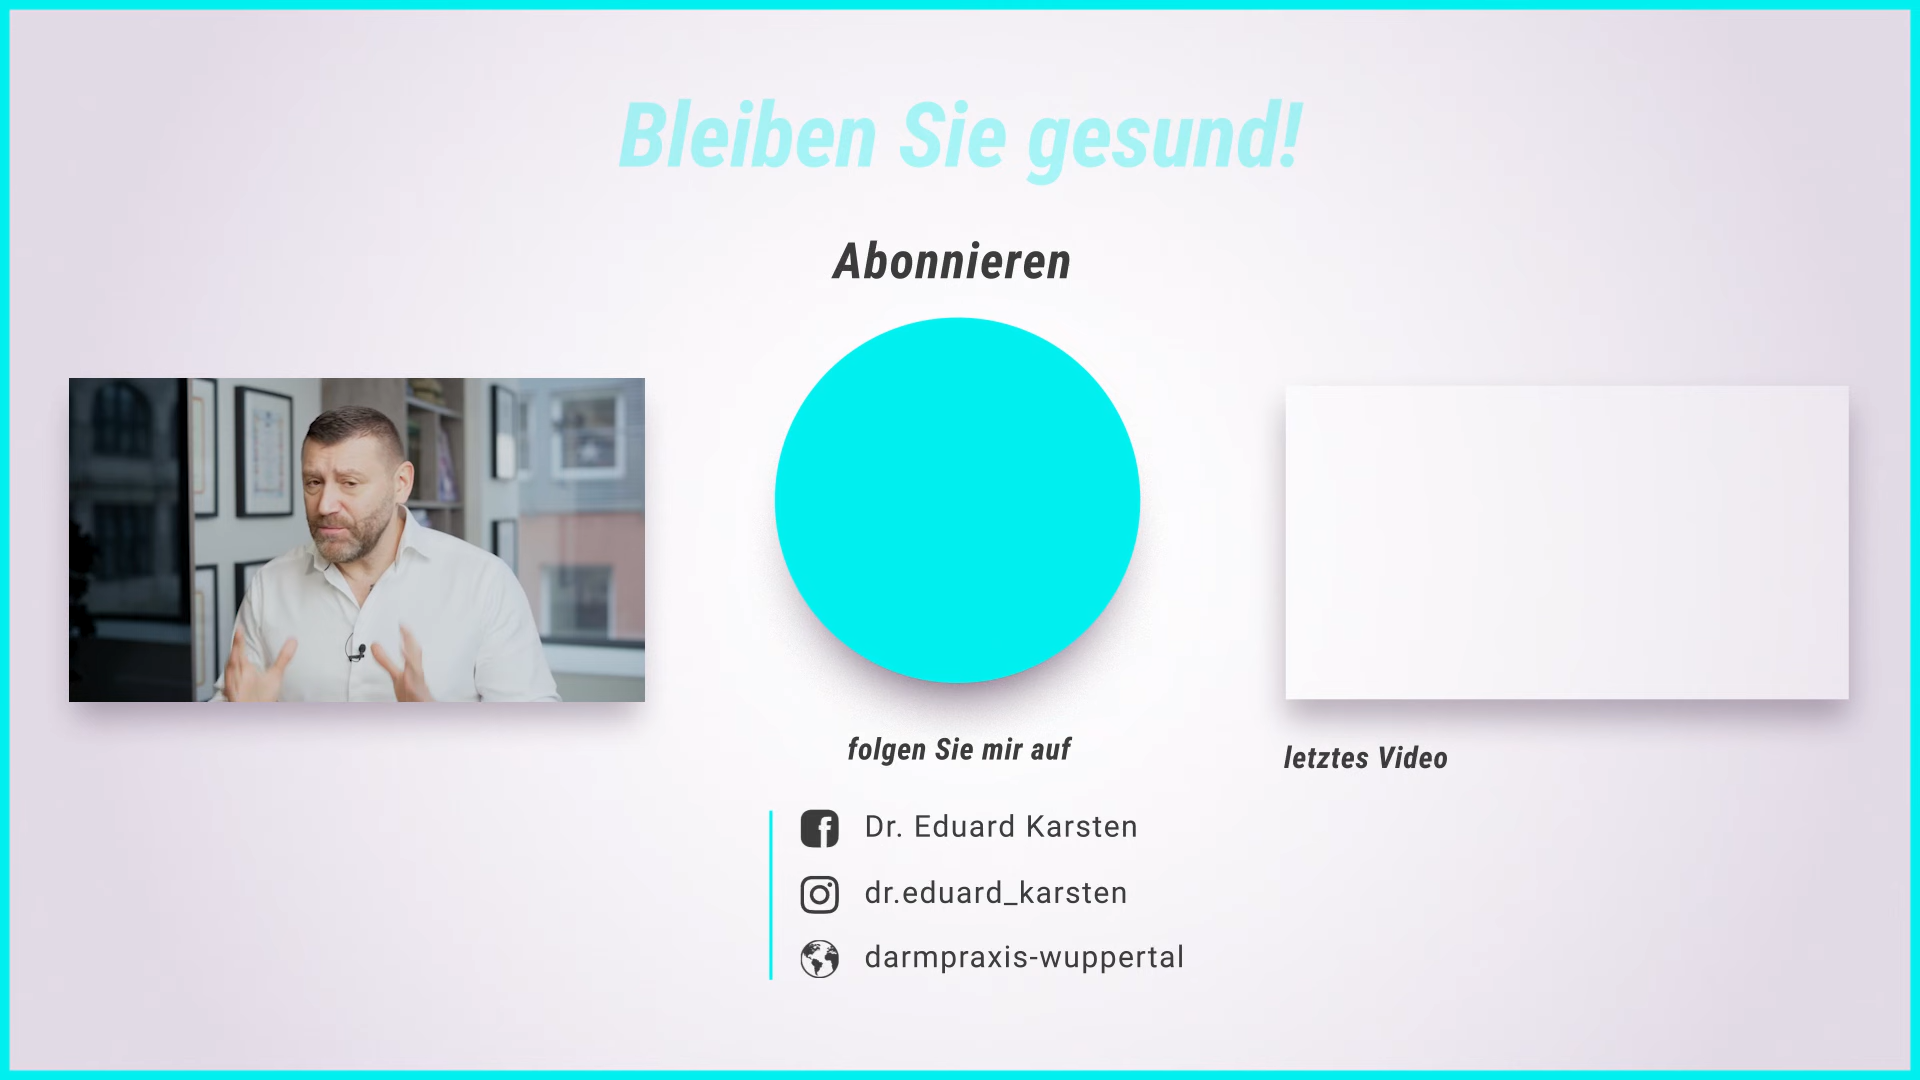 Bleiben Sie gesund!
Abonnieren
folgen Sie mir auf
letztes Video
Dr. Eduard Karsten
dr.eduard_karsten
darmpraxis-wuppertal